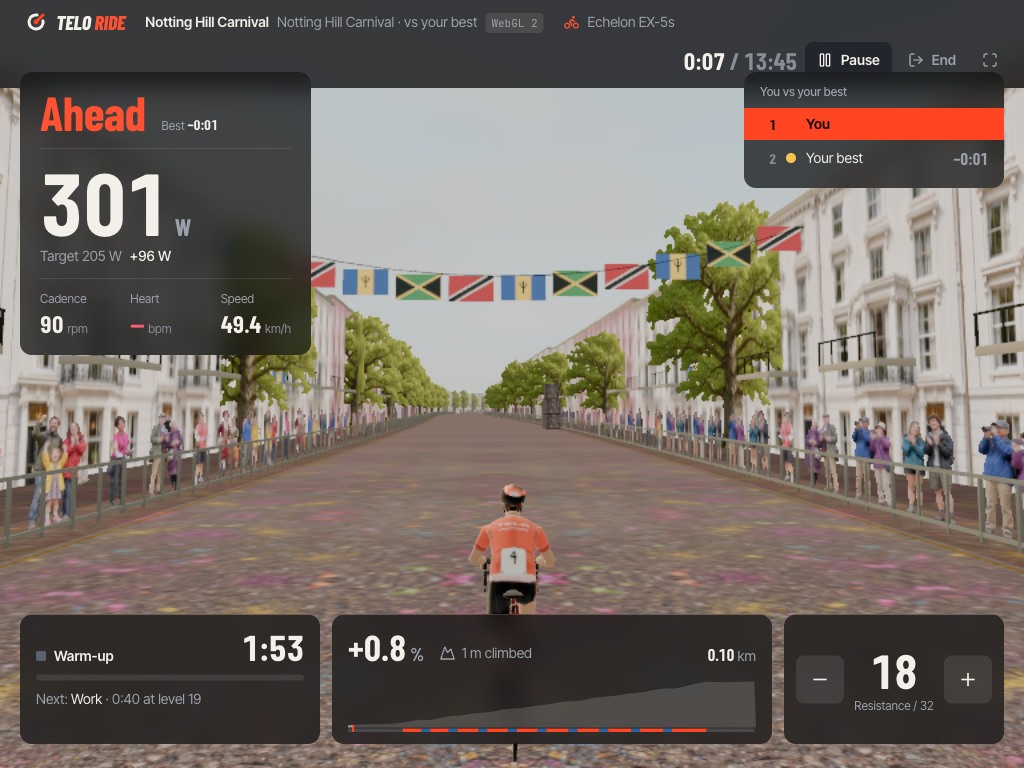 TELO RIDE Notting Hill Carnival Notting Hill Carnival · vs your best WebGL 2 Echelon EX-5s
0:07 / 13:45 Pause End
Ahead Best −0:01
301 W
Target 205 W +96 W
Cadence Heart Speed
90 rpm — bpm 49.4 km/h
You vs your best
1 You
2 Your best −0:01
TELO
4
Warm-up 1:53
Next: Work · 0:40 at level 19
+0.8 % 1 m climbed 0.10 km
− 18 +
Resistance / 32